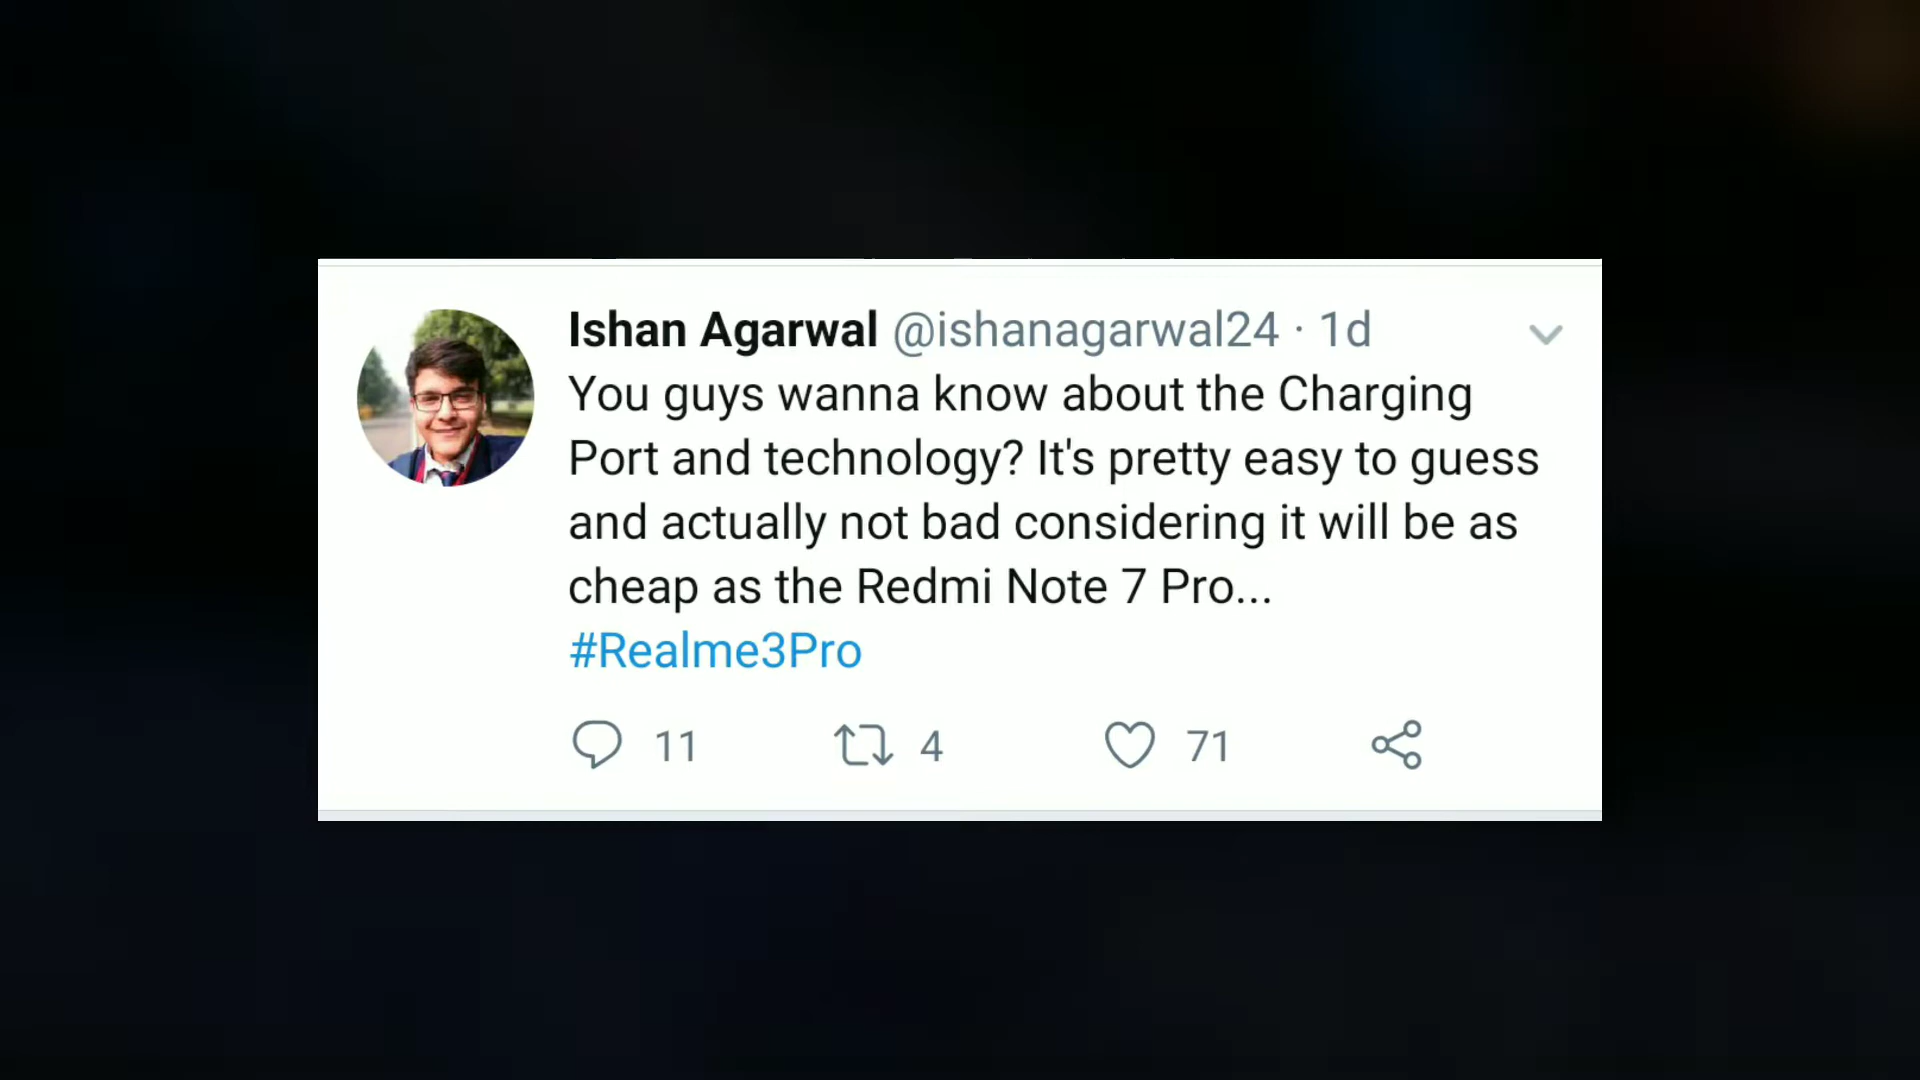 Ishan Agarwal @ishanagarwal24 · 1d
You guys wanna know about the Charging
Port and technology? It's pretty easy to guess
and actually not bad considering it will be as
cheap as the Redmi Note 7 Pro...
#Realme3Pro
11 4 71